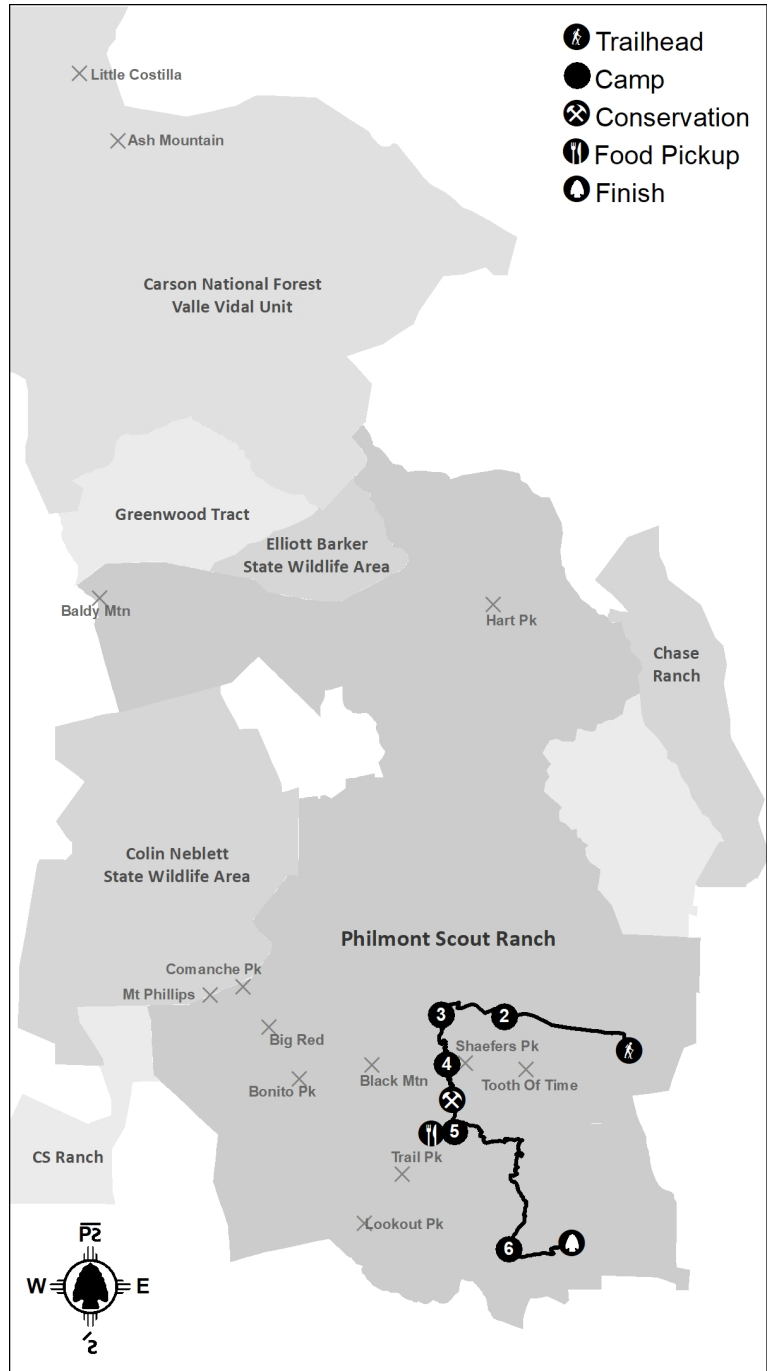 Trailhead
Camp
Conservation
Food Pickup
Finish
Little Costilla
Ash Mountain
Carson National Forest
Valle Vidal Unit
Greenwood Tract
Elliott Barker
State Wildlife Area
Baldy Mtn
Hart Pk
Chase
Ranch
Colin Neblett
State Wildlife Area
Philmont Scout Ranch
Comanche Pk
Mt Phillips
Big Red
Bonito Pk
Black Mtn
Shaefers Pk
Tooth Of Time
3
2
4
5
Trail Pk
Lookout Pk
6
CS Ranch
W
E